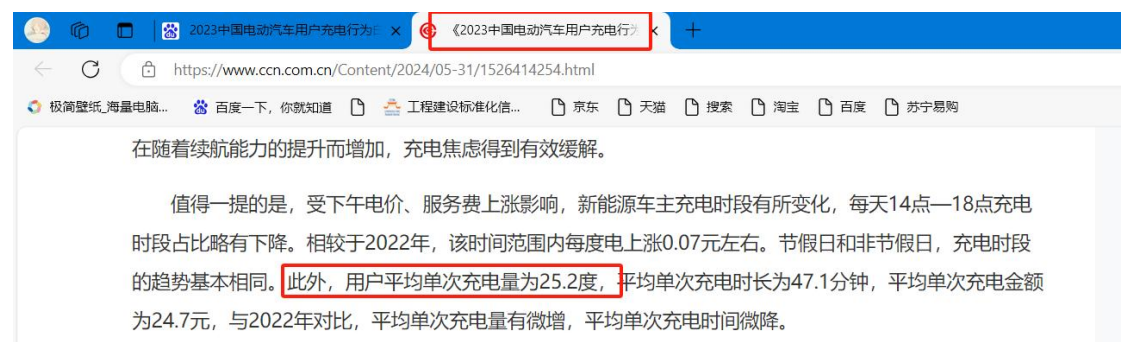 2023中国电动汽车用户充电行为
《2023中国电动汽车用户充电行为
https://www.ccn.com.cn/Content/2024/05-31/1526414254.html
极简壁纸_海量电脑...
百度一下，你就知道
工程建设标准化信...
京东
天猫
搜索
淘宝
百度
苏宁易购
在随着续航能力的提升而增加，充电焦虑得到有效缓解。
值得一提的是，受下午电价、服务费上涨影响，新能源车主充电时段有所变化，每天14点—18点充电
时段占比略有下降。相较于2022年，该时间范围内每度电上涨0.07元左右。节假日和非节假日，充电时段
的趋势基本相同。此外，用户平均单次充电量为25.2度，平均单次充电时长为47.1分钟，平均单次充电金额
为24.7元，与2022年对比，平均单次充电量有微增，平均单次充电时间微降。